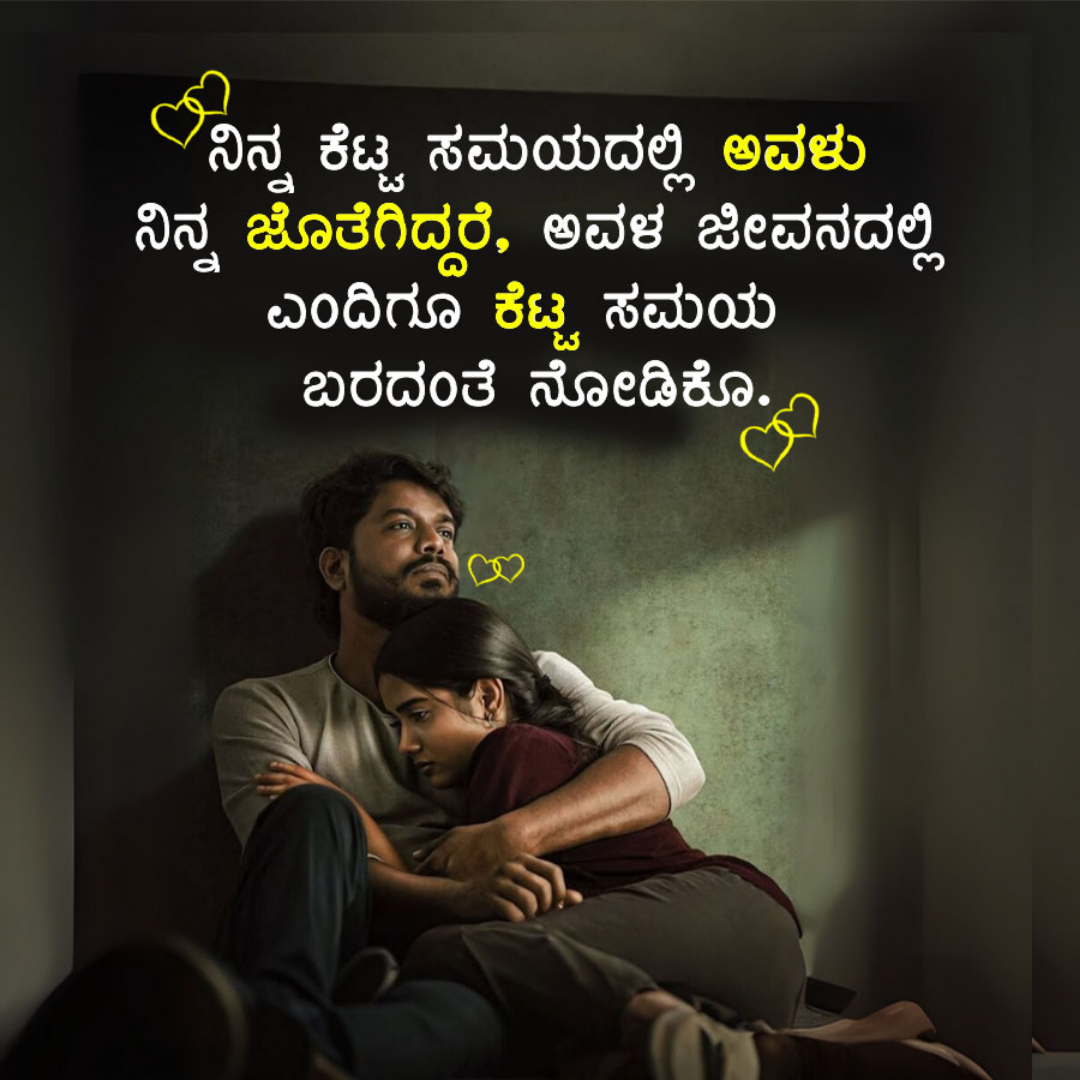 ನಿನ್ನ ಕೆಟ್ಟ ಸಮಯದಲ್ಲಿ ಅವಳು
ನಿನ್ನ ಜೊತೆಗಿದ್ದರೆ, ಅವಳ ಜೀವನದಲ್ಲಿ
ಎಂದಿಗೂ ಕೆಟ್ಟ ಸಮಯ
ಬರದಂತೆ ನೋಡಿಕೊ.